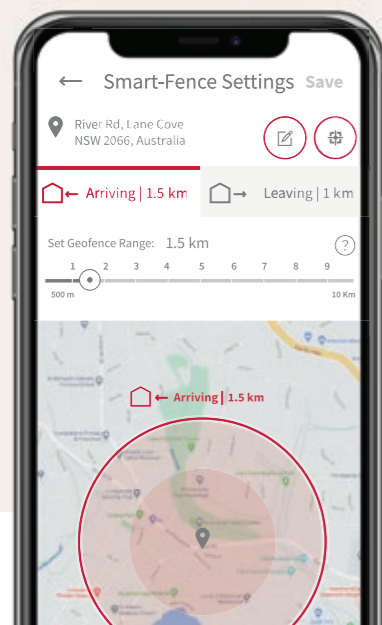 Smart-Fence Settings Save
River Rd, Lane Cove
NSW 2066, Australia
Arriving | 1.5 km
Leaving | 1 km
Set Geofence Range: 1.5 km
?
1 2 3 4 5 6 7 8 9
500 m 10 Km
Arriving | 1.5 km